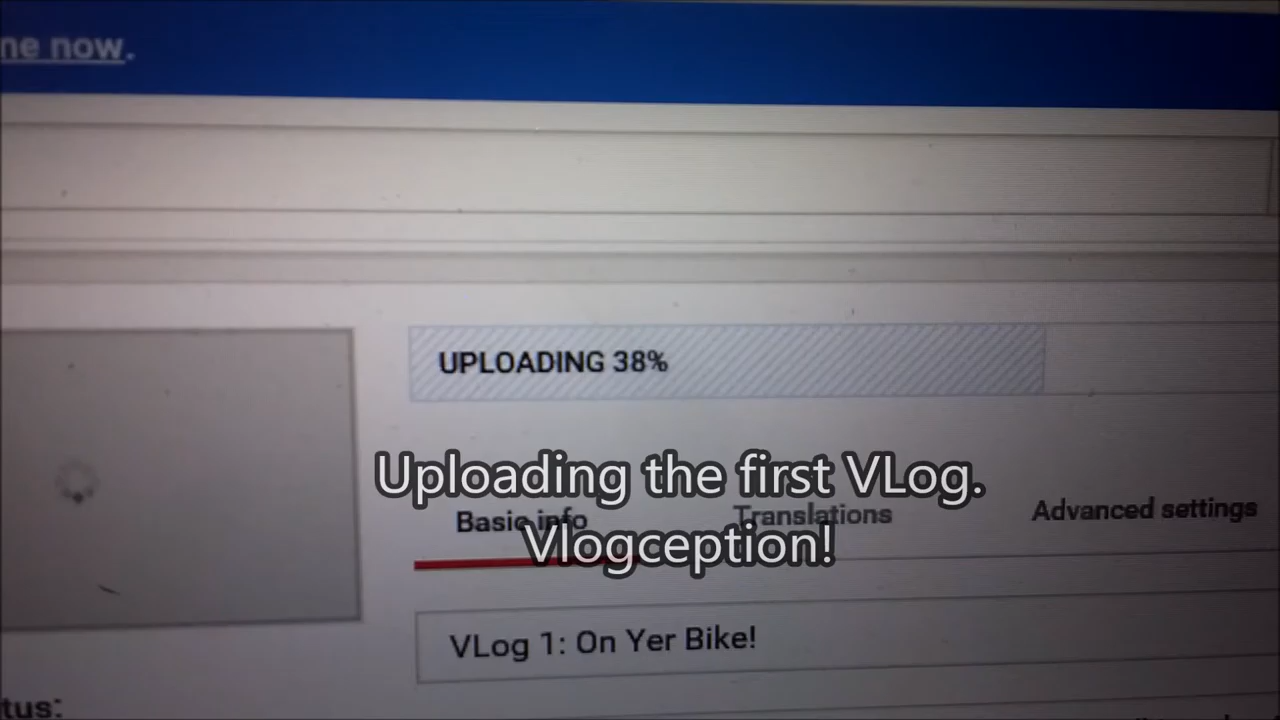 me now.
UPLOADING 38%
Uploading the first VLog.
Basic info Translations Advanced settings
Vlogception!
VLog 1: On Yer Bike!
tus: